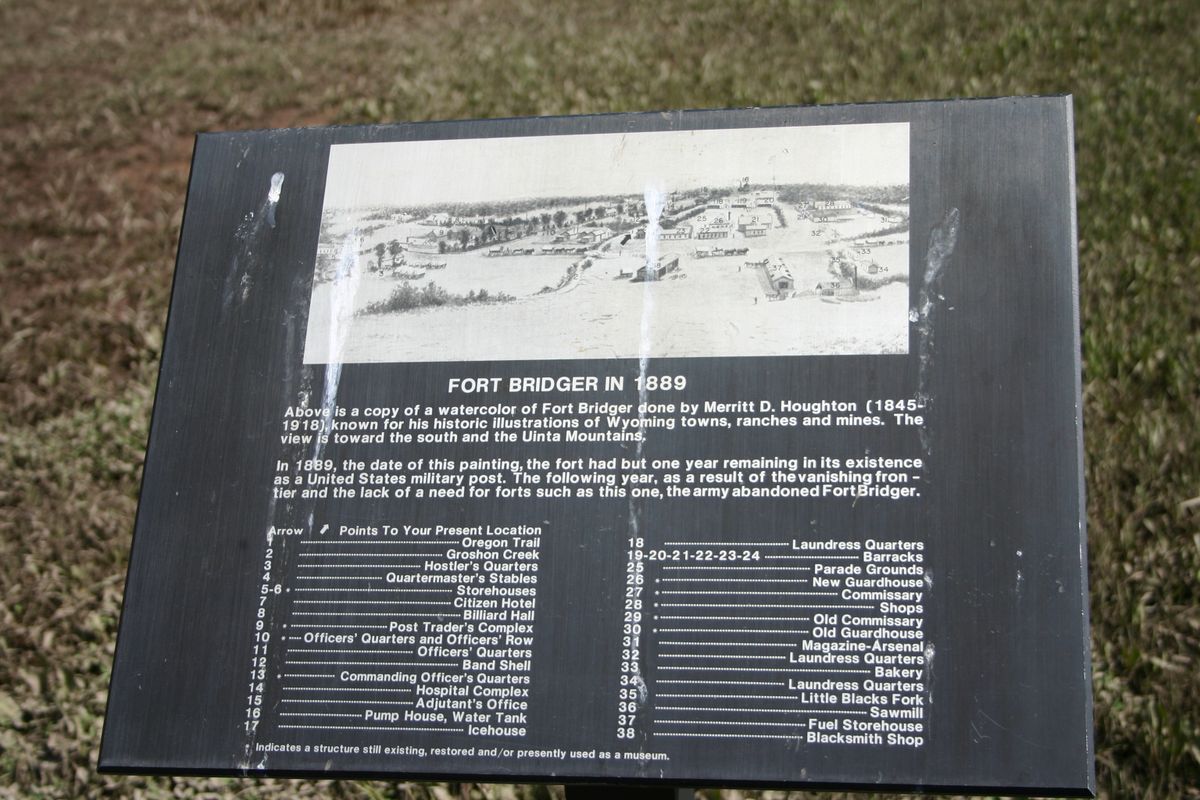 FORT BRIDGER IN 1889
Above is a copy of a watercolor of Fort Bridger done by Merritt D. Houghton (1845-
1918), known for his historic illustrations of Wyoming towns, ranches and mines. The
view is toward the south and the Uinta Mountains.
In 1889, the date of this painting, the fort had but one year remaining in its existence
as a United States military post. The following year, as a result of the vanishing fron-
tier and the lack of a need for forts such as this one, the army abandoned Fort Bridger.
Arrow Points To Your Present Location
1 Oregon Trail
2 Groshon Creek
3 Hostler's Quarters
4 Quartermaster's Stables
5-6 * Storehouses
7 Citizen Hotel
8 Billiard Hall
9 * Post Trader's Complex
10 * Officers' Quarters and Officers' Row
11 Officers' Quarters
12 Band Shell
13 * Commanding Officer's Quarters
14 Hospital Complex
15 Adjutant's Office
16 Pump House, Water Tank
17 Icehouse
18 Laundress Quarters
19-20-21-22-23-24 Barracks
25 Parade Grounds
26 * New Guardhouse
27 * Commissary
28 * Shops
29 * Old Commissary
30 * Old Guardhouse
31 Magazine-Arsenal
32 Laundress Quarters
33 Bakery
34 Laundress Quarters
35 Little Blacks Fork
36 Sawmill
37 Fuel Storehouse
38 Blacksmith Shop
Indicates a structure still existing, restored and/or presently used as a museum.